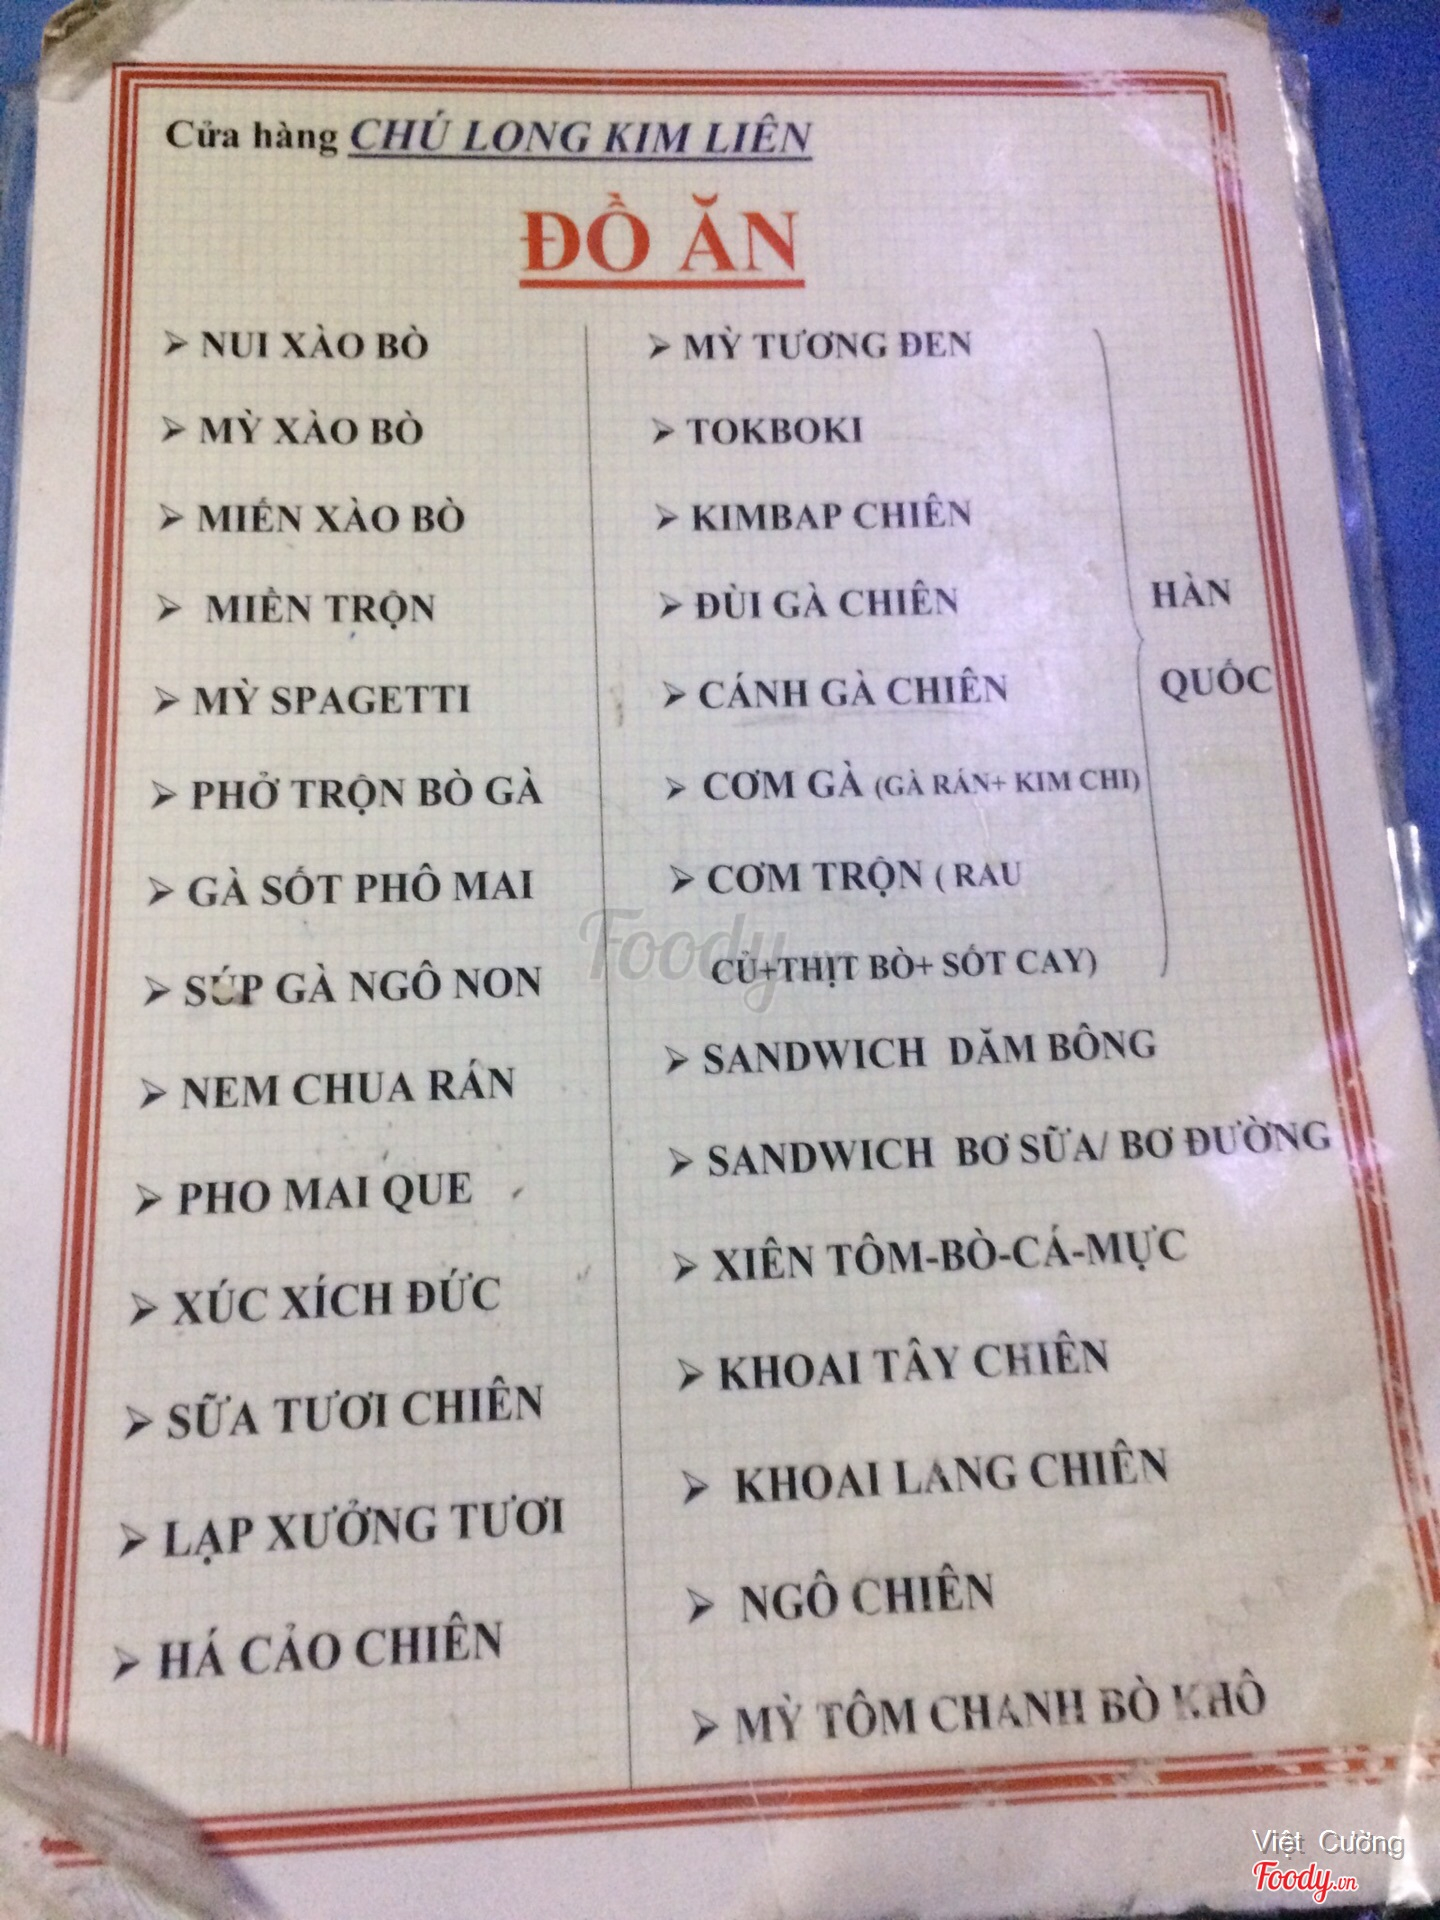 Cửa hàng CHÚ LONG KIM LIÊN
ĐỒ ĂN
➢ NUI XÀO BÒ
➢ MỲ XÀO BÒ
➢ MIẾN XÀO BÒ
➢ MIẾN TRỘN
➢ MỲ SPAGETTI
➢ PHỞ TRỘN BÒ GÀ
➢ GÀ SỐT PHÔ MAI
➢ SÚP GÀ NGÔ NON
➢ NEM CHUA RÁN
➢ PHO MAI QUE
➢ XÚC XÍCH ĐỨC
➢ SỮA TƯƠI CHIÊN
➢ LẠP XƯỞNG TƯƠI
➢ HÁ CẢO CHIÊN
➢ MỲ TƯƠNG ĐEN
➢ TOKBOKI
➢ KIMBAP CHIÊN
➢ ĐÙI GÀ CHIÊN
➢ CÁNH GÀ CHIÊN
➢ CƠM GÀ (GÀ RÁN+ KIM CHI)
➢ CƠM TRỘN ( RAU
CỦ+THỊT BÒ+ SỐT CAY)
HÀN
QUỐC
➢ SANDWICH DĂM BÔNG
➢ SANDWICH BƠ SỮA/ BƠ ĐƯỜNG
➢ XIÊN TÔM-BÒ-CÁ-MỰC
➢ KHOAI TÂY CHIÊN
➢ KHOAI LANG CHIÊN
➢ NGÔ CHIÊN
➢ MỲ TÔM CHANH BÒ KHÔ
Foody.vn
Việt Cường
Foody.vn